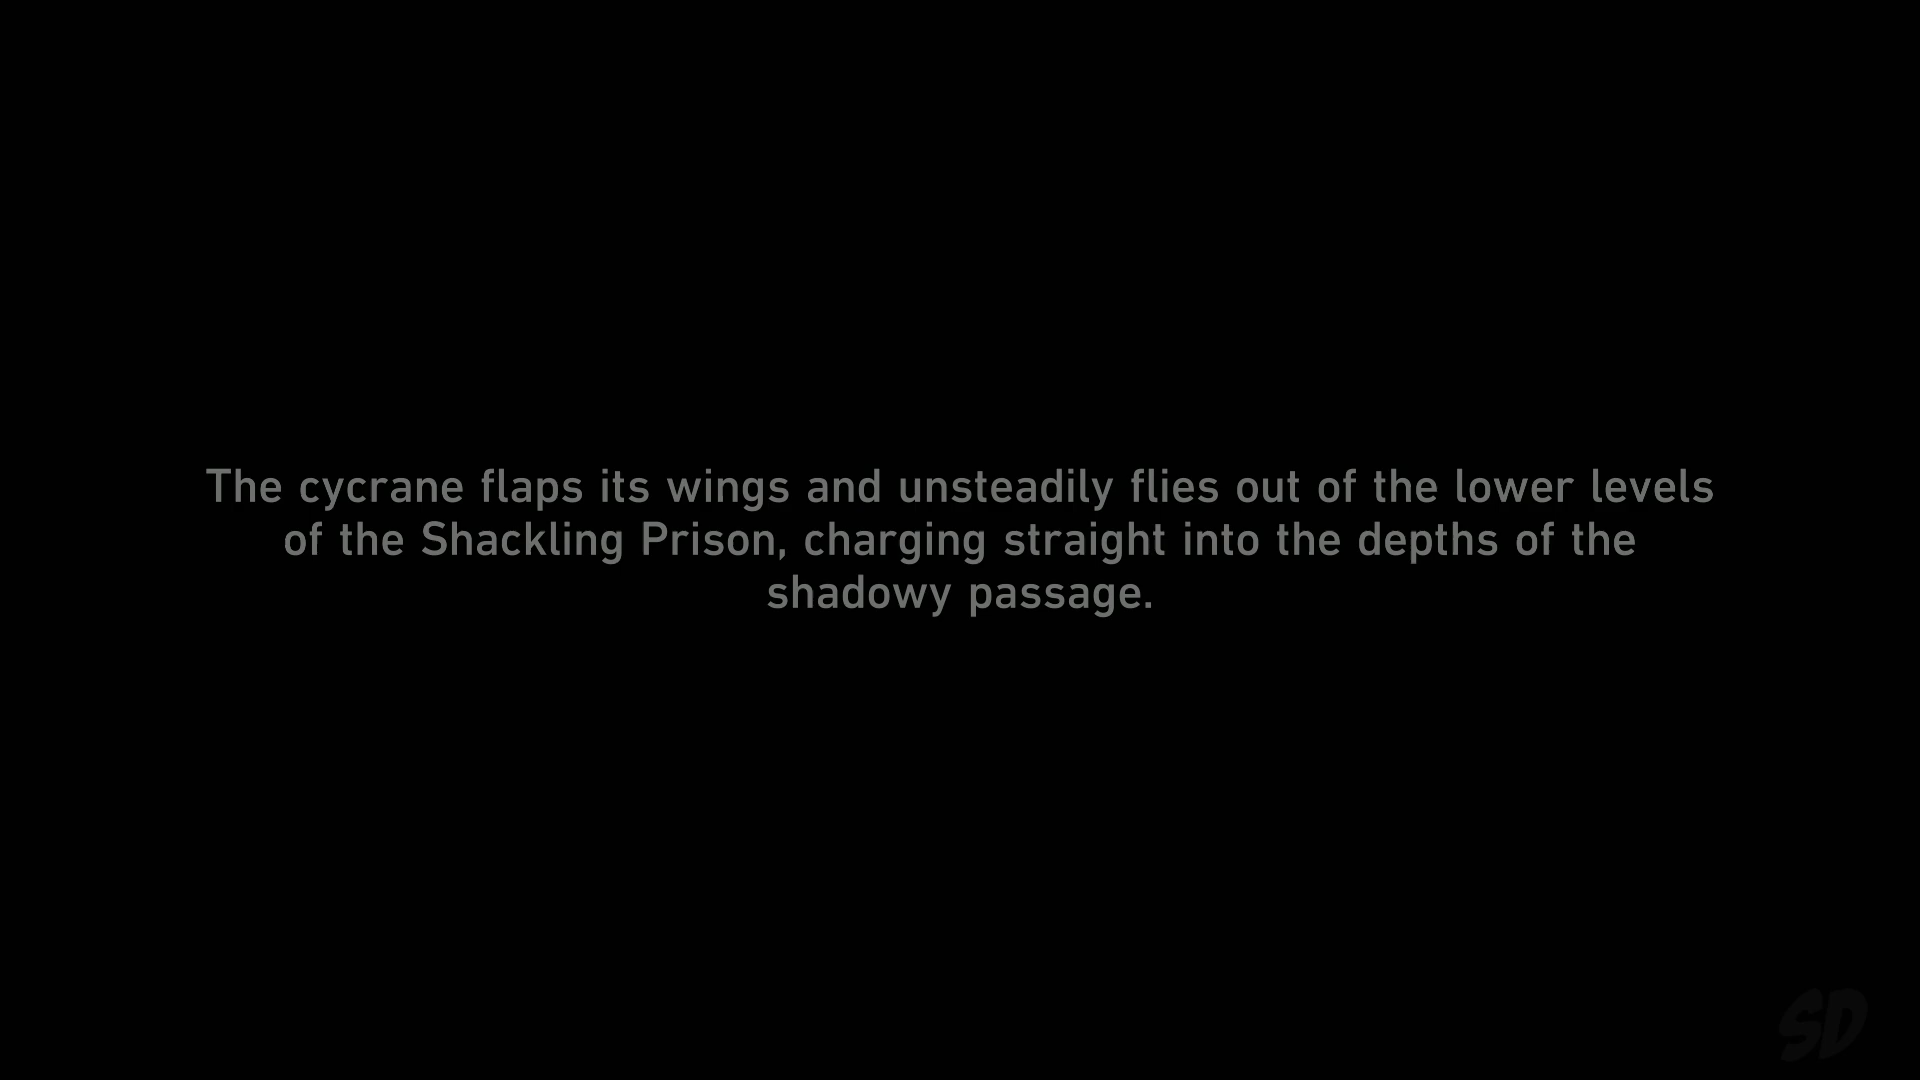 The cycrane flaps its wings and unsteadily flies out of the lower levels
of the Shackling Prison, charging straight into the depths of the
shadowy passage.
SD